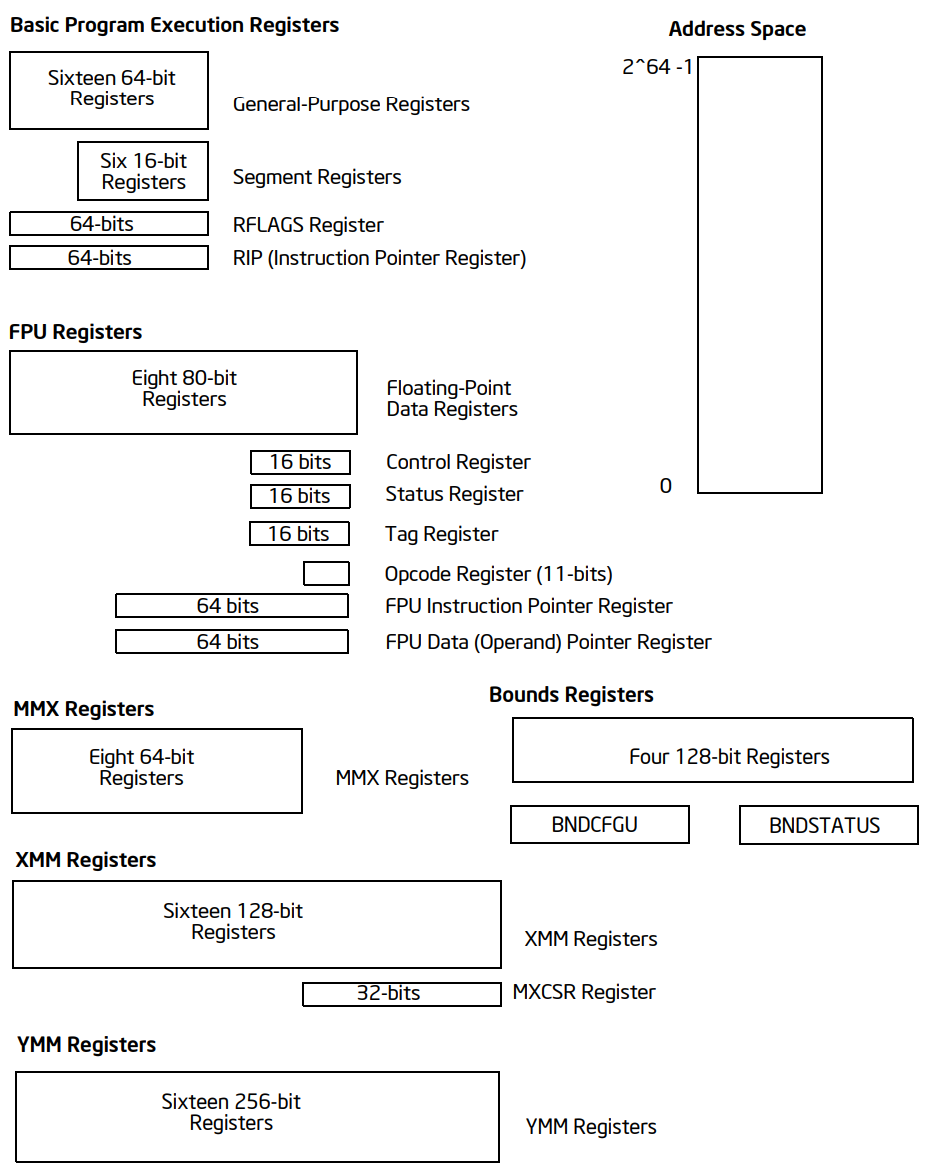 Basic Program Execution Registers
Address Space
2^64 -1
Sixteen 64-bit
Registers
General-Purpose Registers
Six 16-bit
Registers
Segment Registers
64-bits
RFLAGS Register
64-bits
RIP (Instruction Pointer Register)
FPU Registers
Eight 80-bit
Registers
Floating-Point
Data Registers
16 bits
Control Register
16 bits
Status Register
0
16 bits
Tag Register
Opcode Register (11-bits)
64 bits
FPU Instruction Pointer Register
64 bits
FPU Data (Operand) Pointer Register
MMX Registers
Eight 64-bit
Registers
MMX Registers
Bounds Registers
Four 128-bit Registers
BNDCFGU
BNDSTATUS
XMM Registers
Sixteen 128-bit
Registers
XMM Registers
32-bits
MXCSR Register
YMM Registers
Sixteen 256-bit
Registers
YMM Registers